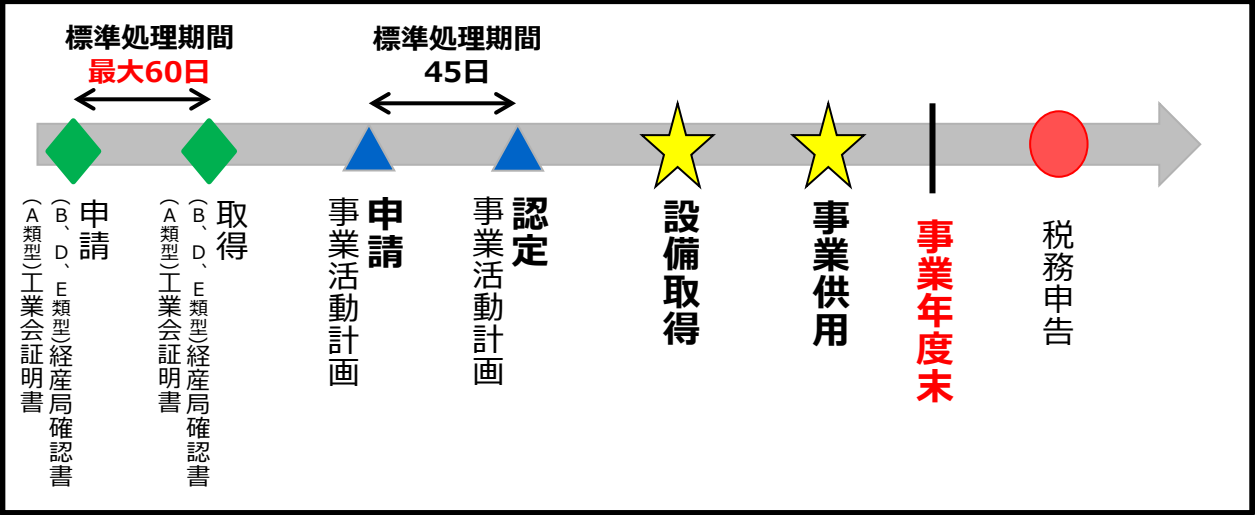 標準処理期間
最大60日
標準処理期間
45日
申請
(B、D、E類型)経産局確認書
(A類型)工業会証明書
取得
(B、D、E類型)経産局確認書
(A類型)工業会証明書
申請
事業活動計画
認定
事業活動計画
設備取得
事業供用
事業年度末
税務申告